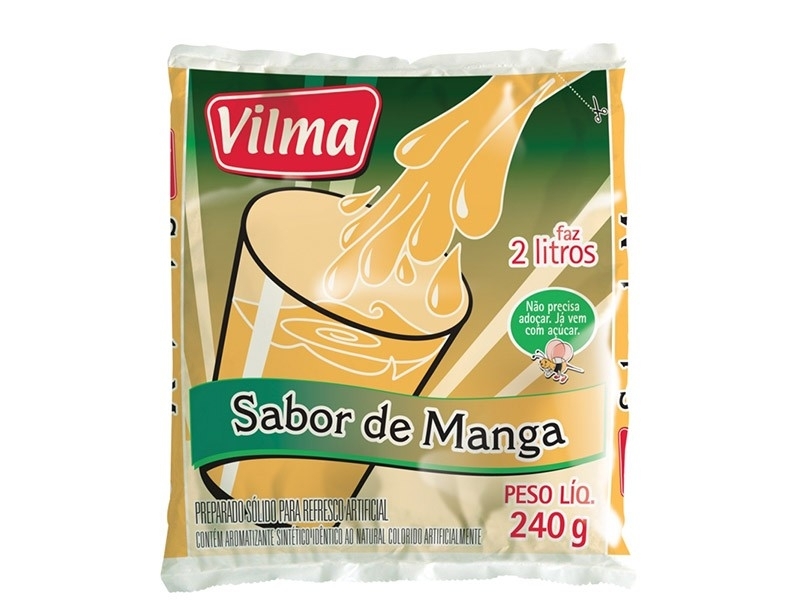 Vilma
faz
2 litros
Não precisa
adoçar. Já vem
com açúcar.
Sabor de Manga
PREPARADO SÓLIDO PARA REFRESCO ARTIFICIAL
CONTÉM AROMATIZANTE SINTÉTICO IDÊNTICO AO NATURAL COLORIDO ARTIFICIALMENTE
PESO LÍQ.
240 g